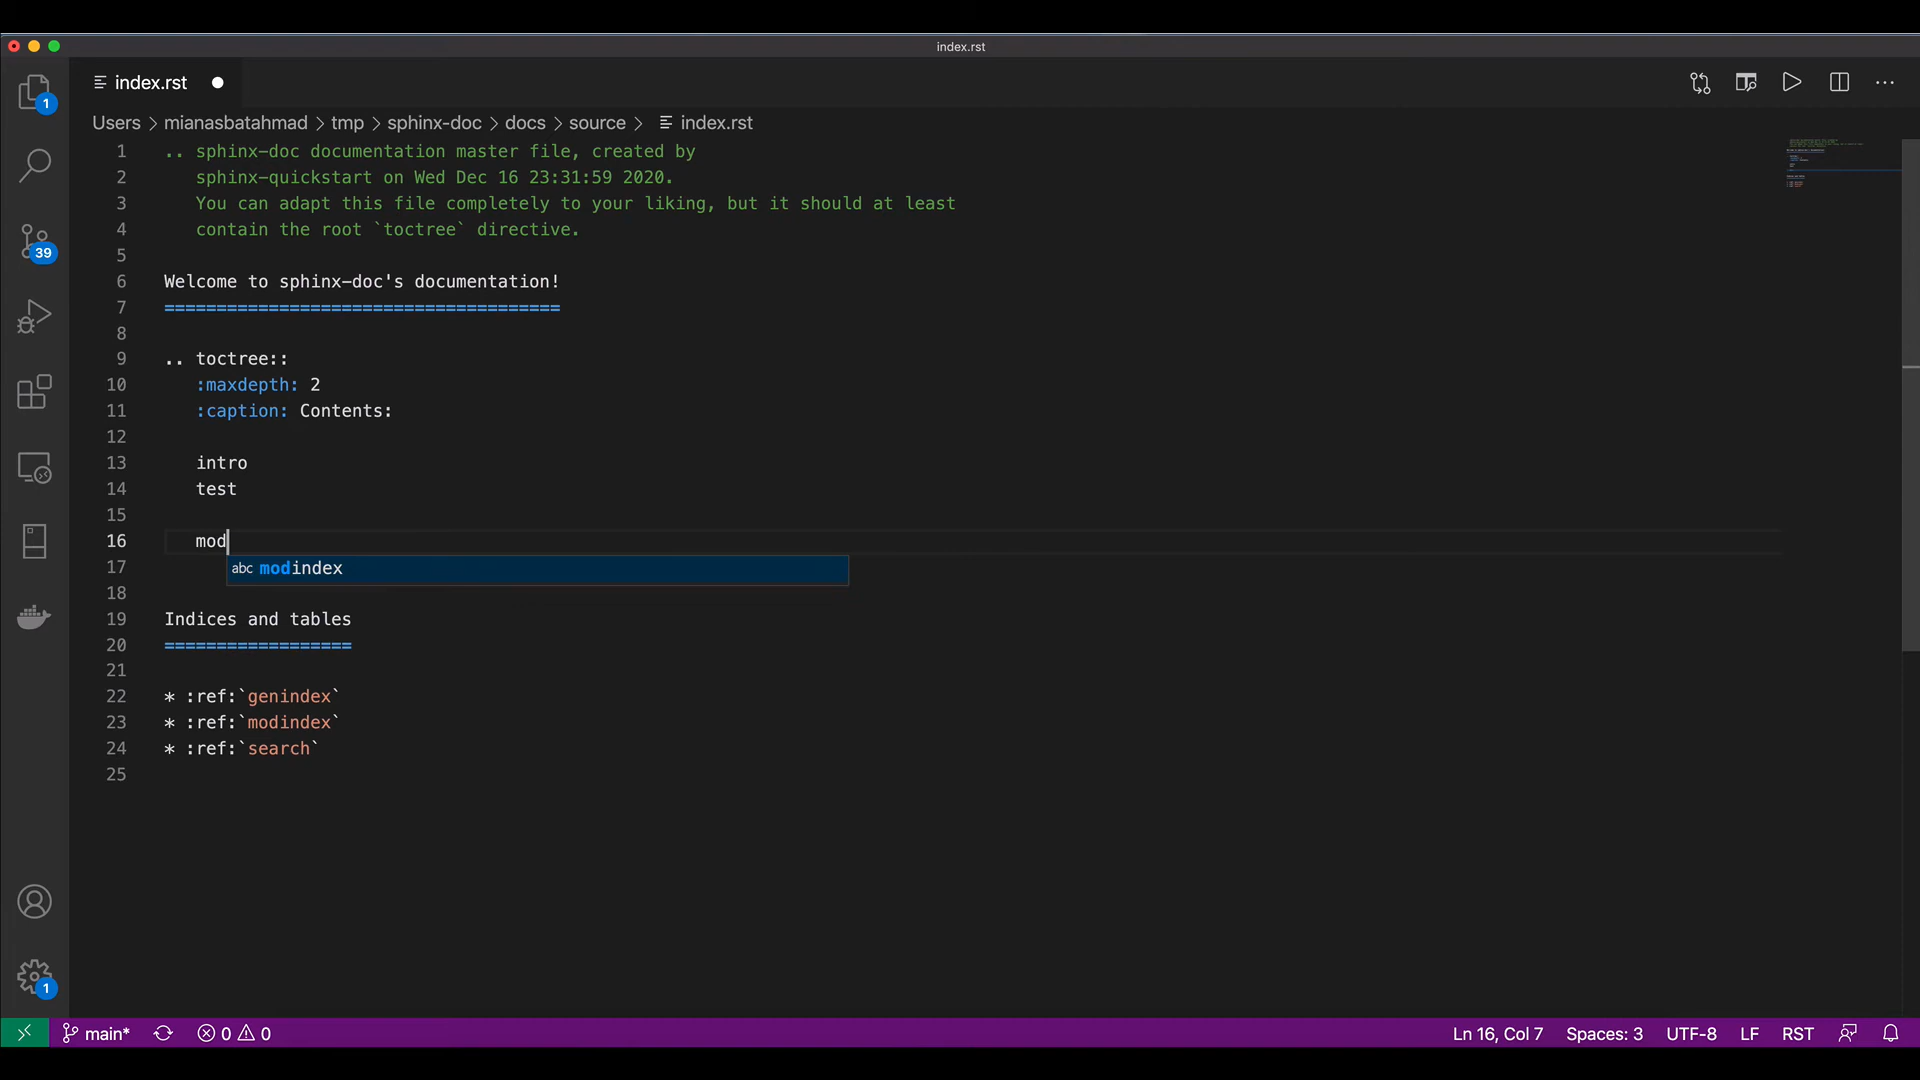 index.rst
index.rst
1
Users > mianasbatahmad > tmp > sphinx-doc > docs > source > index.rst
1 .. sphinx-doc documentation master file, created by
2 sphinx-quickstart on Wed Dec 16 23:31:59 2020.
3 You can adapt this file completely to your liking, but it should at least
4 contain the root `toctree` directive.
5
39
6 Welcome to sphinx-doc's documentation!
7 ======================================
8
9 .. toctree::
10 :maxdepth: 2
11 :caption: Contents:
12
13 intro
14 test
15
16 mod
17 abc modindex
18
19 Indices and tables
20 ==================
21
22 * :ref:`genindex`
23 * :ref:`modindex`
24 * :ref:`search`
25
1
main* 0 0 Ln 16, Col 7 Spaces: 3 UTF-8 LF RST